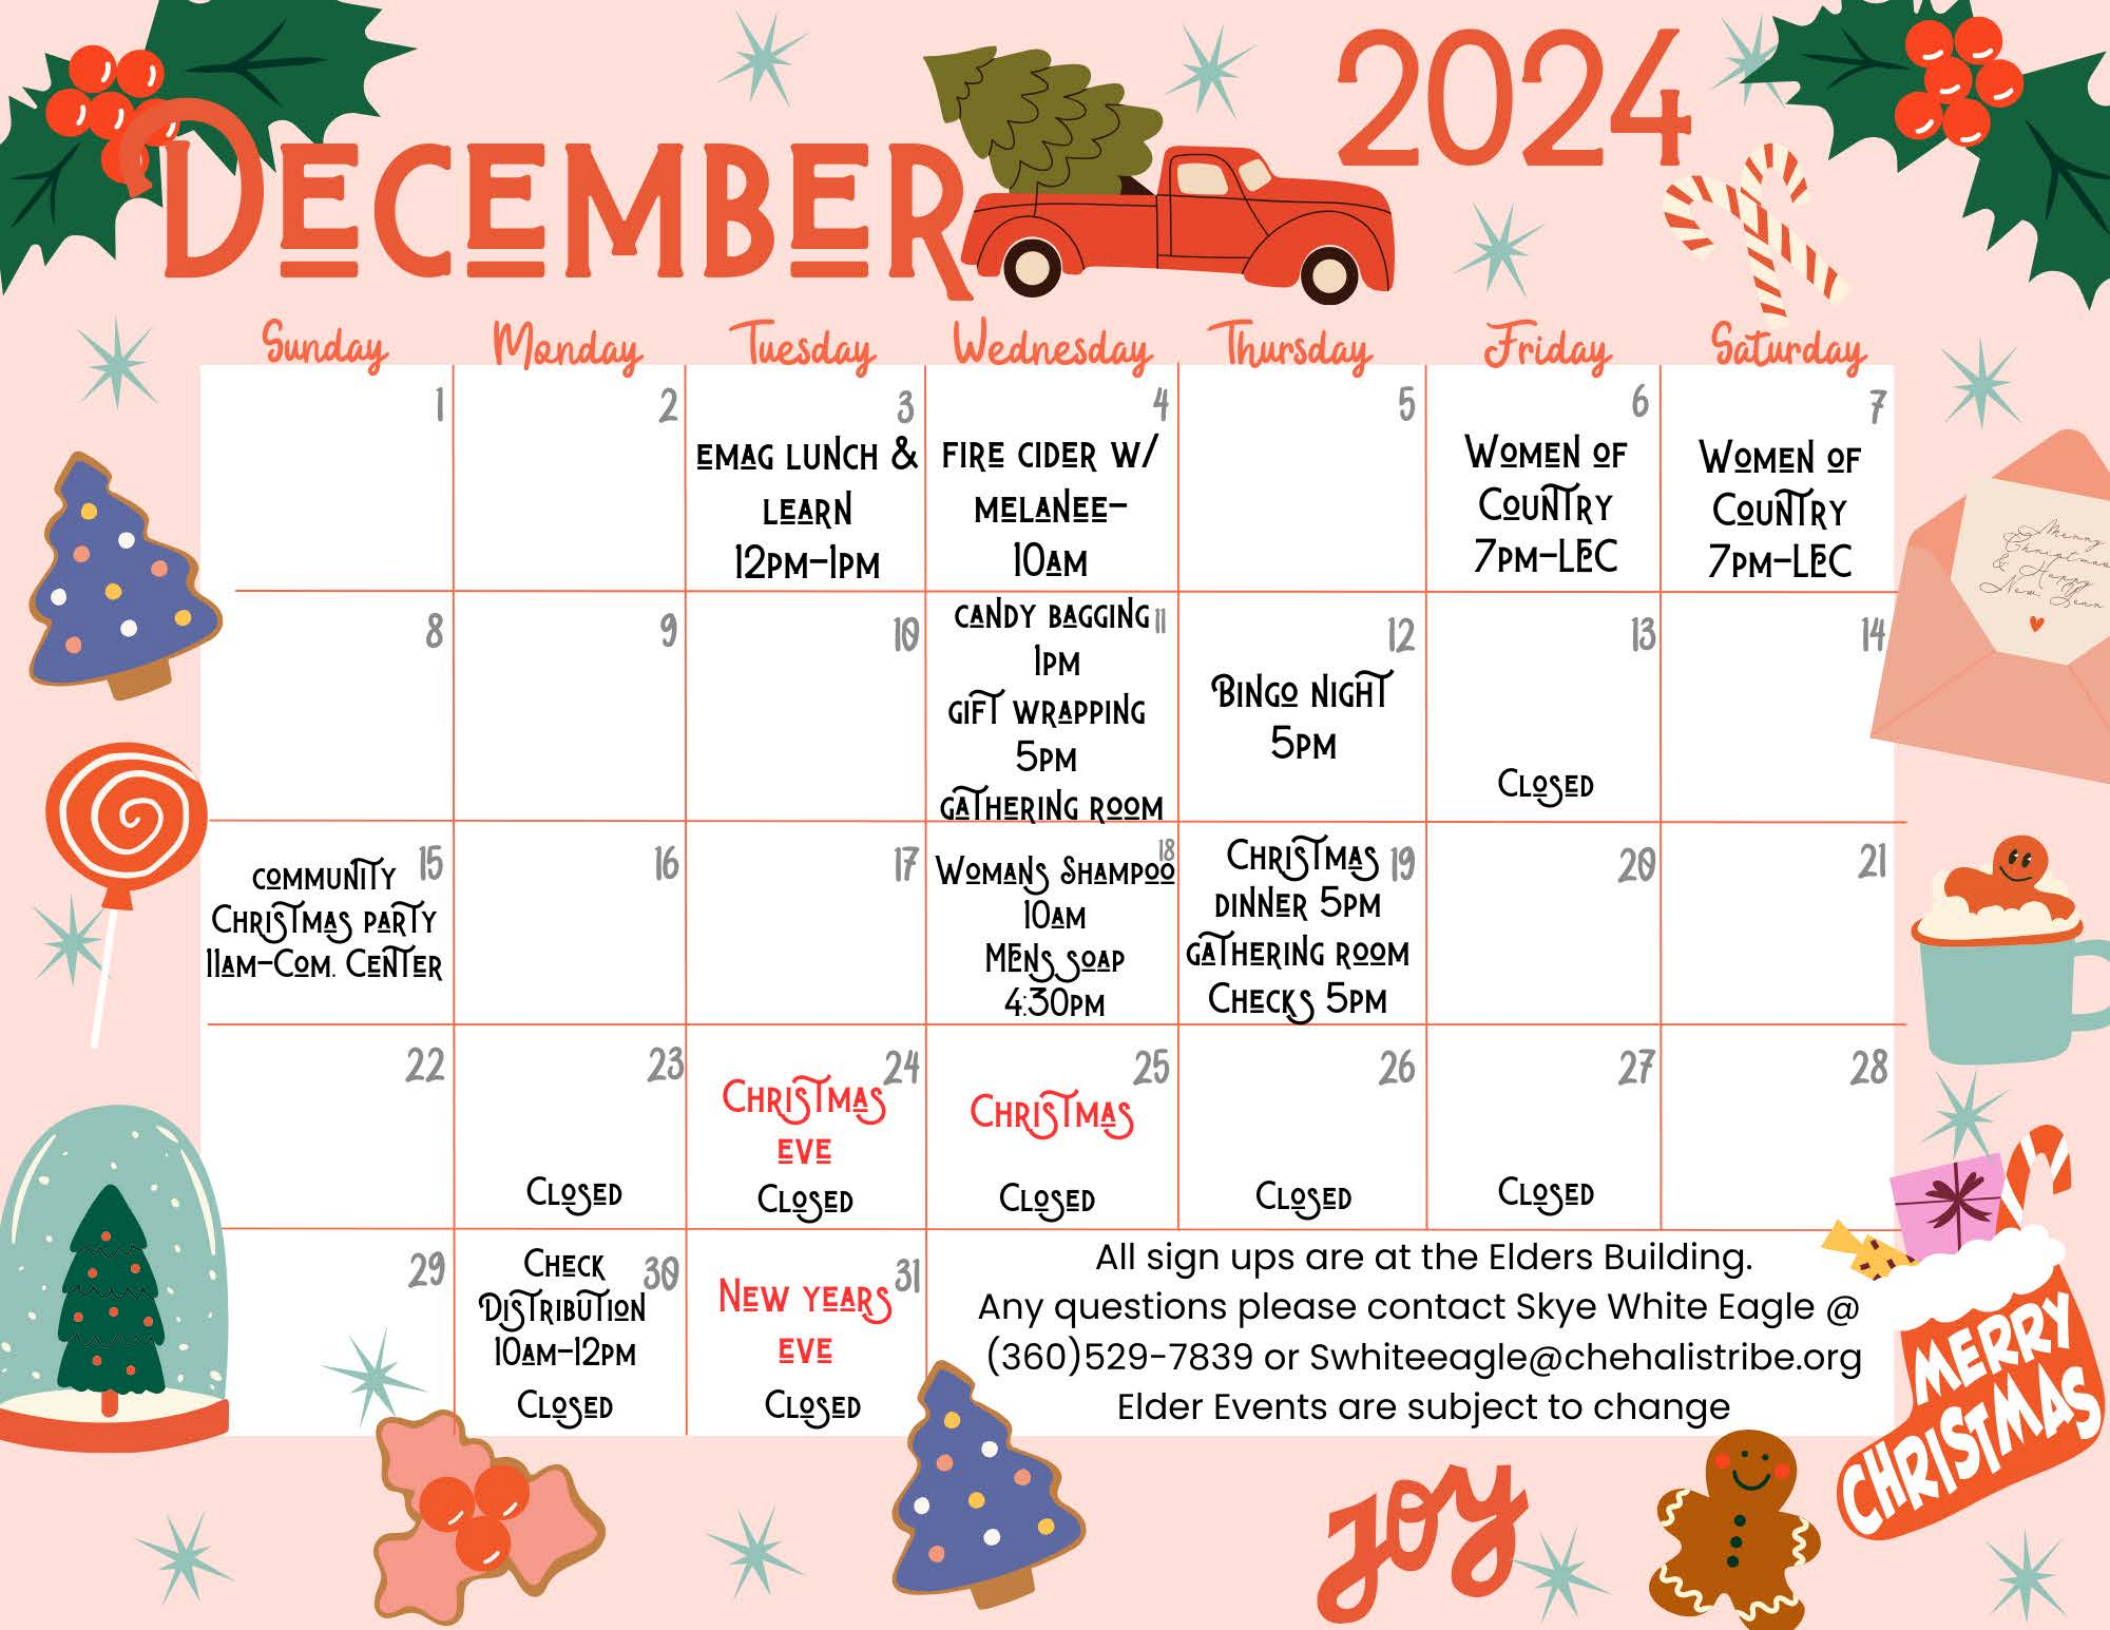 DECEMBER
2024
Sunday Monday Tuesday Wednesday Thursday Friday Saturday
1
2
3
EMAG LUNCH &
LEARN
12PM-1PM
4
FIRE CIDER W/
MELANEE-
10AM
5
6
WOMEN OF
COUNTRY
7PM-LEC
7
WOMEN OF
COUNTRY
7PM-LEC
Merry
Christmas
& Happy
New Year
8
9
10
CANDY BAGGING 11
1PM
GIFT WRAPPING
5PM
GATHERING ROOM
12
BINGO NIGHT
5PM
13
CLOSED
14
COMMUNITY 15
CHRISTMAS PARTY
11AM-COM. CENTER
16
17
18
WOMANS SHAMPOO
10AM
MENS SOAP
4:30PM
CHRISTMAS 19
DINNER 5PM
GATHERING ROOM
CHECKS 5PM
20
21
22
23
CLOSED
24
CHRISTMAS
EVE
CLOSED
25
CHRISTMAS
CLOSED
26
CLOSED
27
CLOSED
28
29
CHECK 30
DISTRIBUTION
10AM-12PM
CLOSED
31
NEW YEARS
EVE
CLOSED
All sign ups are at the Elders Building.
Any questions please contact Skye White Eagle @
(360)529-7839 or Swhiteeagle@chehalistribe.org
Elder Events are subject to change
MERRY
CHRISTMAS
joy